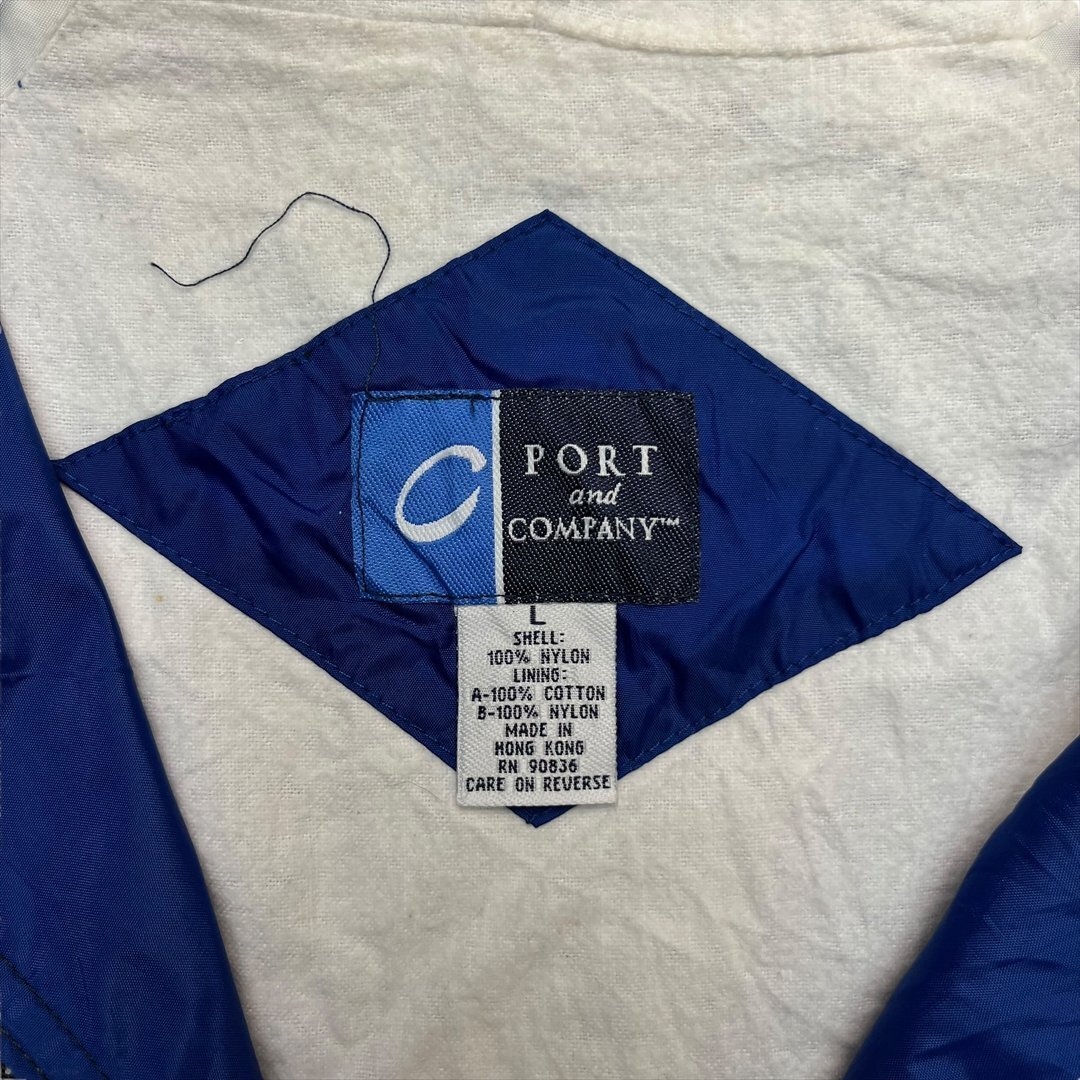 C
PORT
and
COMPANY™
L
SHELL:
100% NYLON
LINING:
A-100% COTTON
B-100% NYLON
MADE IN
HONG KONG
RN 90836
CARE ON REVERSE